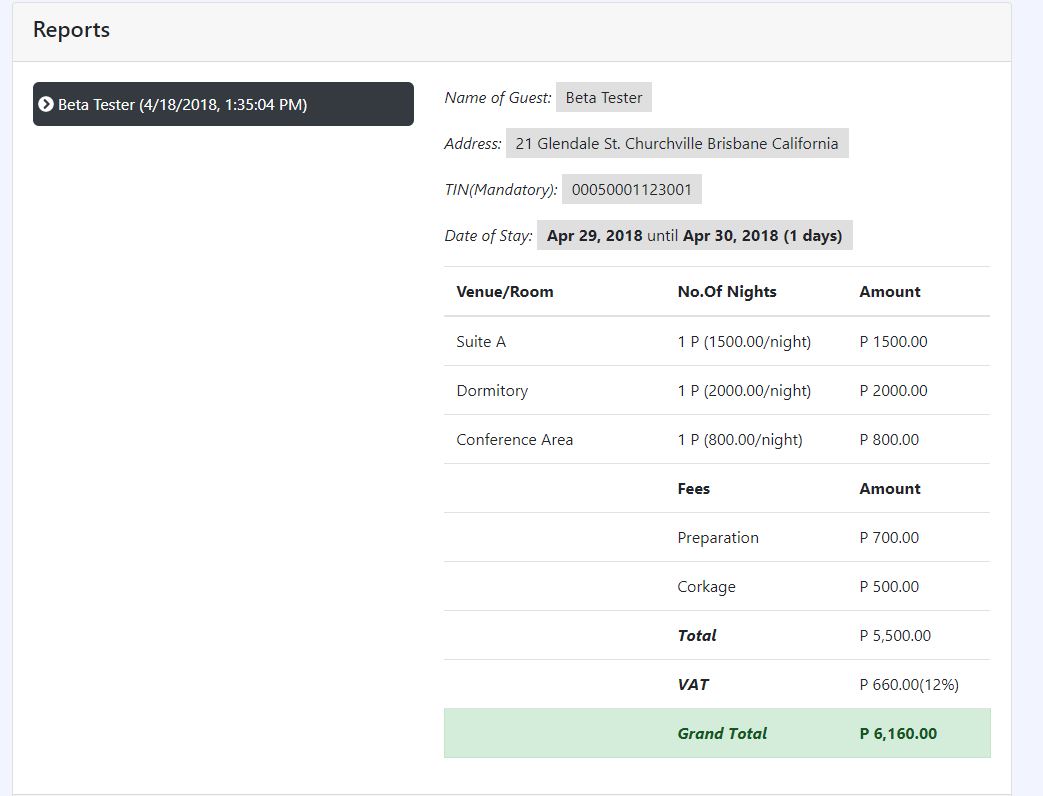 Reports
Beta Tester (4/18/2018, 1:35:04 PM)
Name of Guest: Beta Tester
Address: 21 Glendale St. Churchville Brisbane California
TIN(Mandatory): 00050001123001
Date of Stay: Apr 29, 2018 until Apr 30, 2018 (1 days)
Venue/Room No.Of Nights Amount
Suite A 1 P (1500.00/night) P 1500.00
Dormitory 1 P (2000.00/night) P 2000.00
Conference Area 1 P (800.00/night) P 800.00
Fees Amount
Preparation P 700.00
Corkage P 500.00
Total P 5,500.00
VAT P 660.00(12%)
Grand Total P 6,160.00